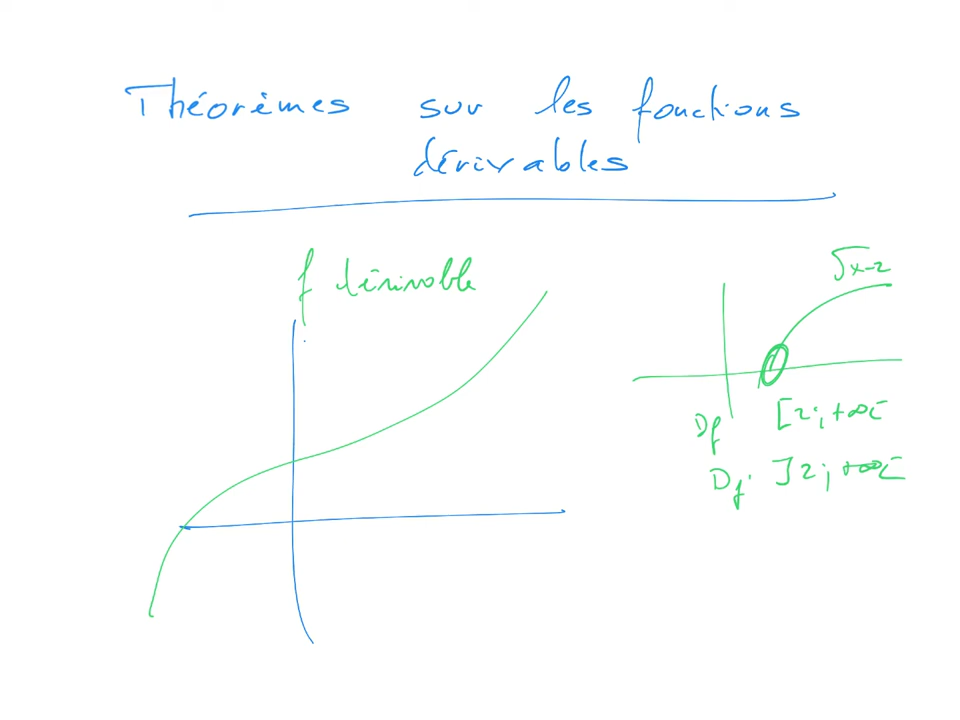 Théorèmes sur les fonctions
dérivables
f dérivable
√x-2
Df [2; +∞[
Df' ]2; +∞[